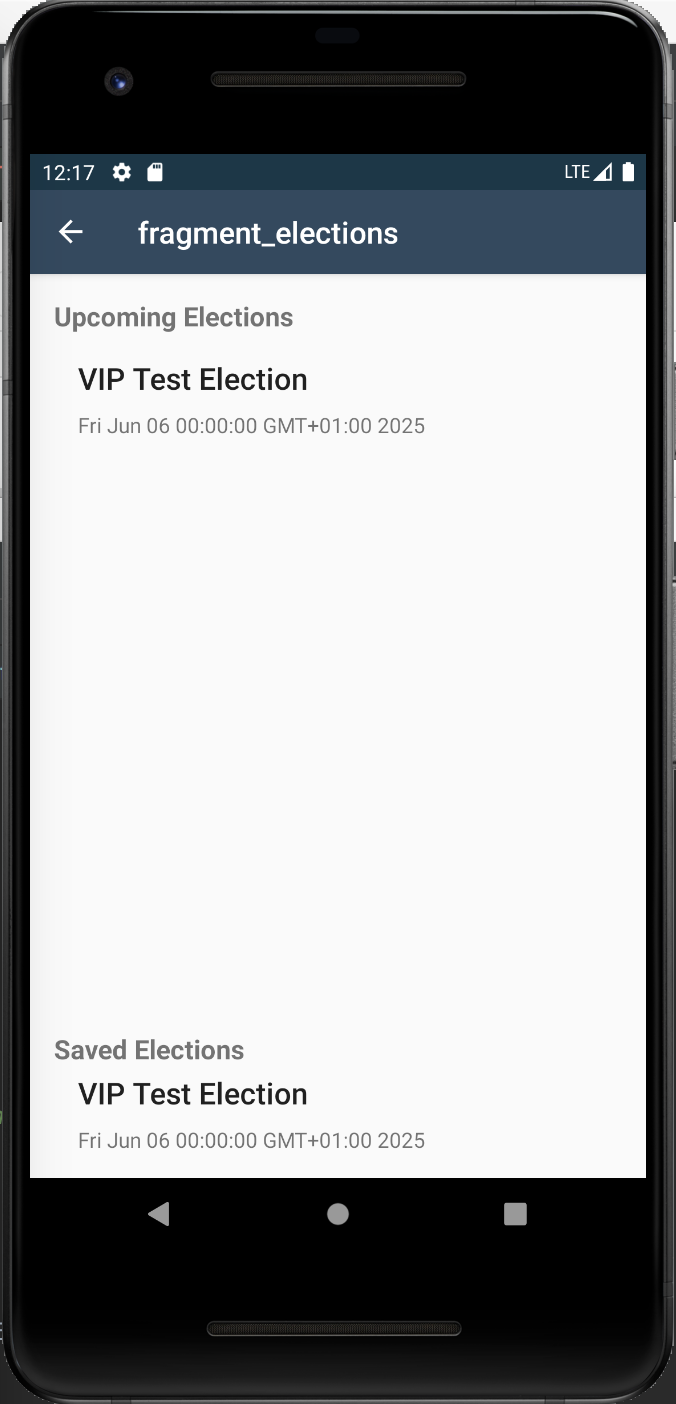 12:17 LTE
fragment_elections
Upcoming Elections
VIP Test Election
Fri Jun 06 00:00:00 GMT+01:00 2025
Saved Elections
VIP Test Election
Fri Jun 06 00:00:00 GMT+01:00 2025